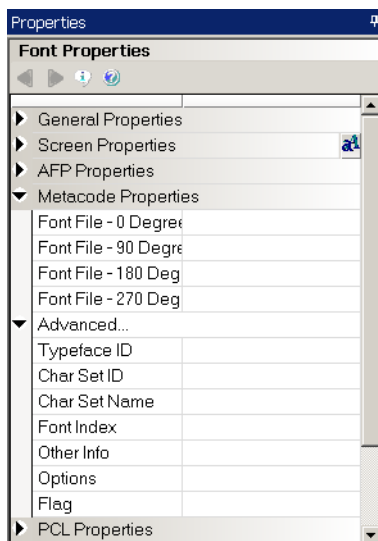 Properties
Font Properties
General Properties
Screen Properties
AFP Properties
Metacode Properties
Font File - 0 Degree
Font File - 90 Degre
Font File - 180 Deg
Font File - 270 Deg
Advanced...
Typeface ID
Char Set ID
Char Set Name
Font Index
Other Info
Options
Flag
PCL Properties